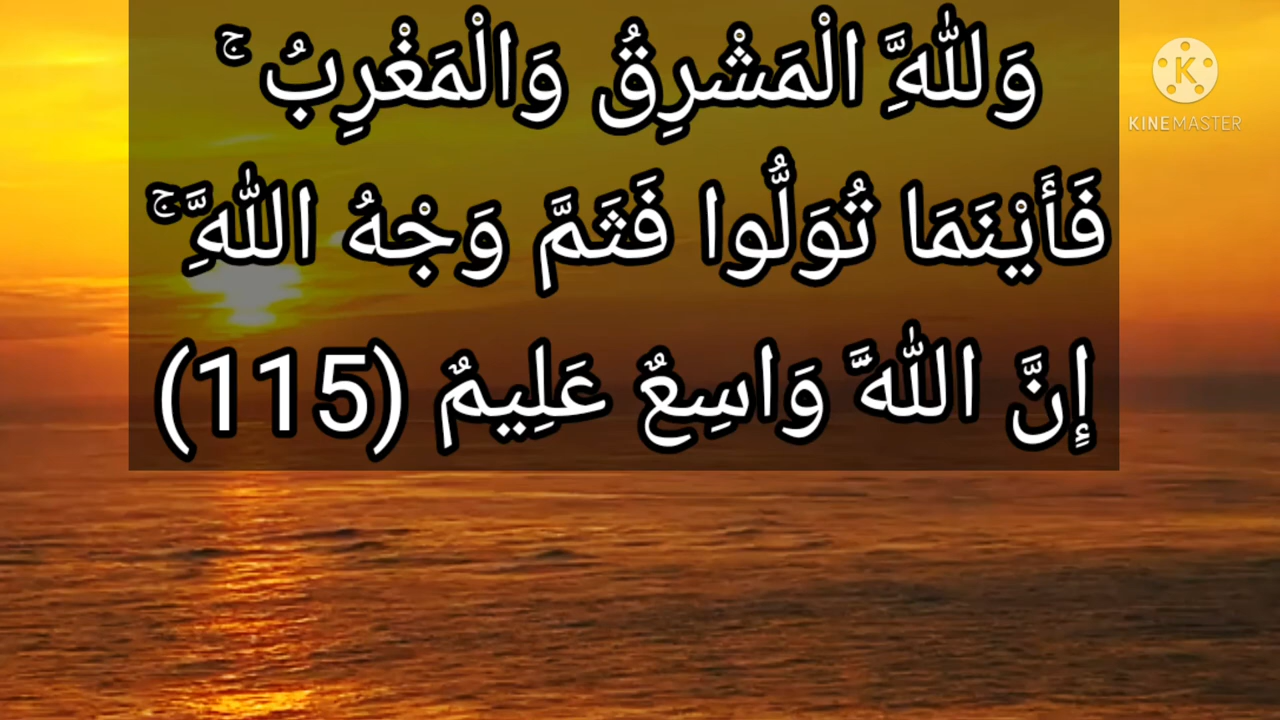 وَلِلَّهِ الْمَشْرِقُ وَالْمَغْرِبُ ۚ
فَأَيْنَمَا تُوَلُّوا فَثَمَّ وَجْهُ اللَّهِ ۚ
إِنَّ اللَّهَ وَاسِعٌ عَلِيمٌ (115)
K
KINEMASTER